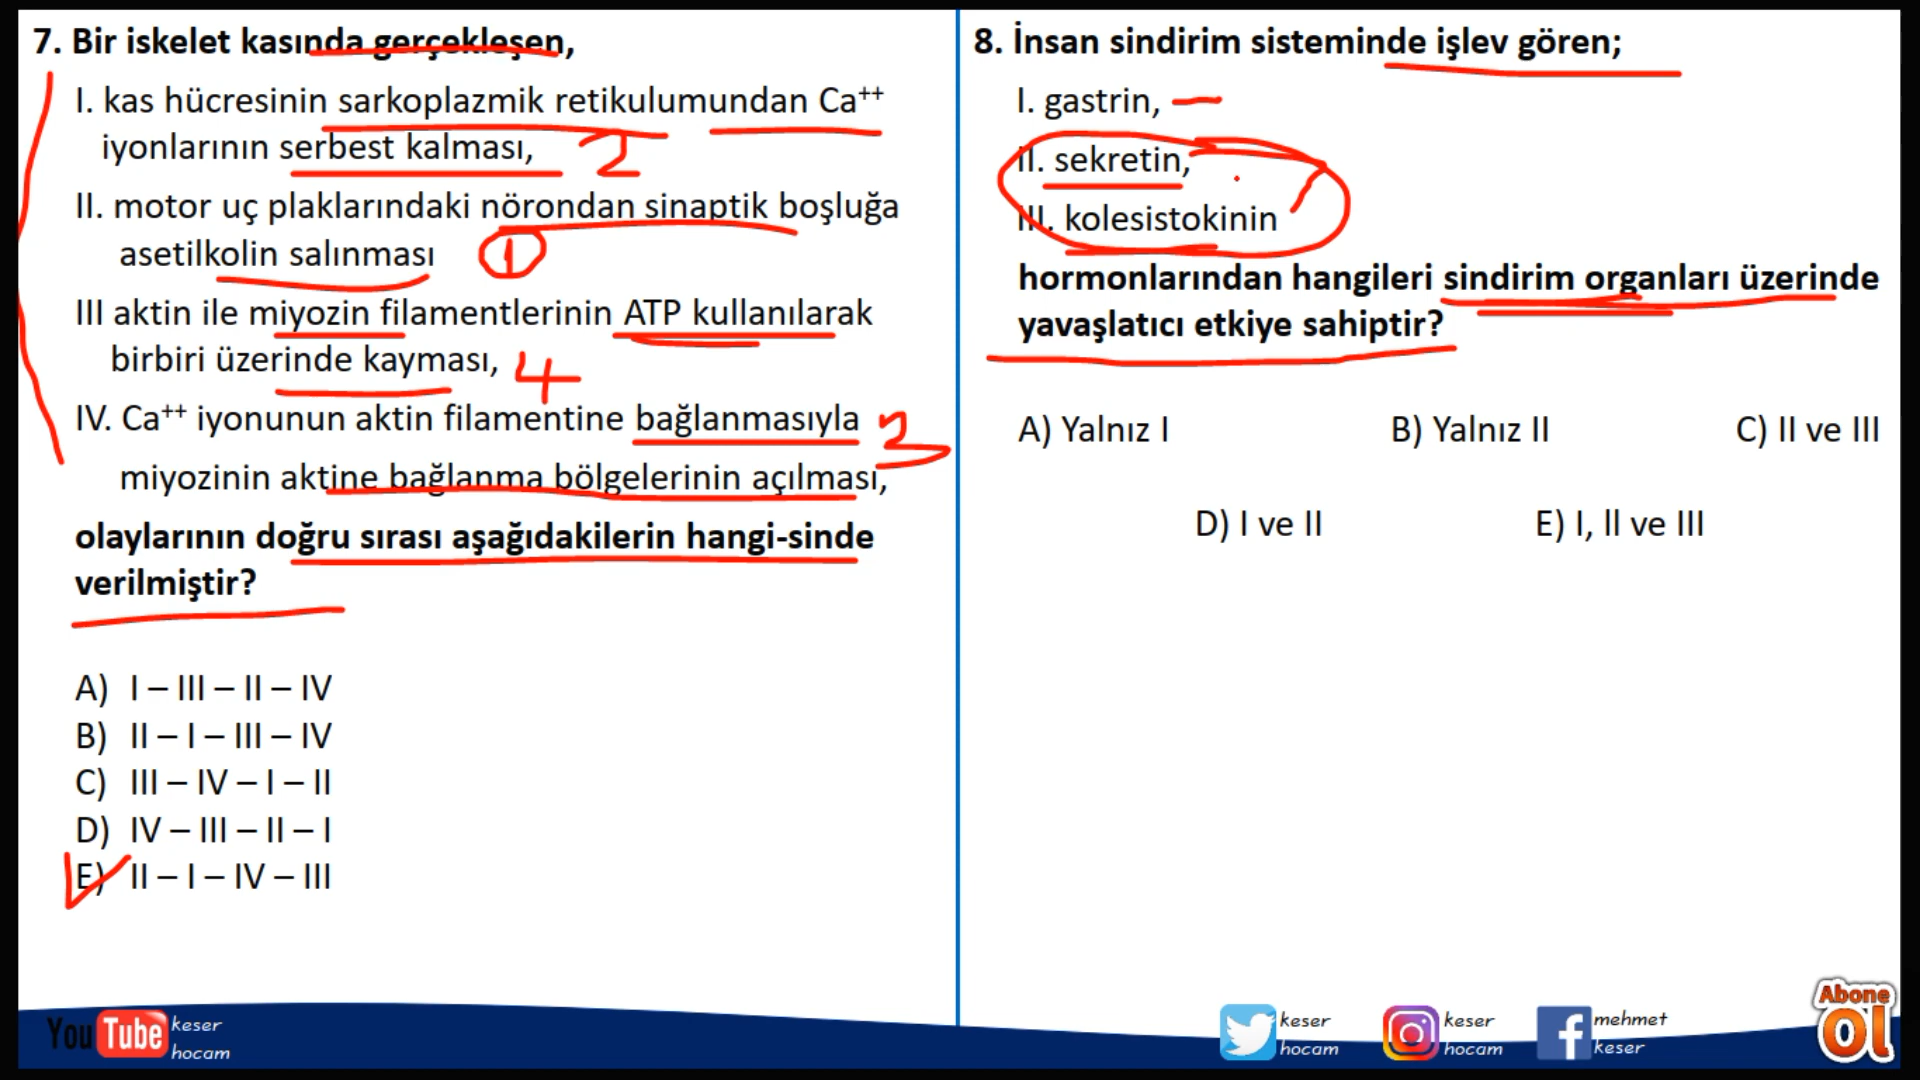 7. Bir iskelet kasında gerçekleşen,
I. kas hücresinin sarkoplazmik retikulumundan Ca⁺⁺
iyonlarının serbest kalması, 2
II. motor uç plaklarındaki nörondan sinaptik boşluğa
asetilkolin salınması 1
III aktin ile miyozin filamentlerinin ATP kullanılarak
birbiri üzerinde kayması, 4
IV. Ca⁺⁺ iyonunun aktin filamentine bağlanmasıyla 3
miyozinin aktine bağlanma bölgelerinin açılması,
olaylarının doğru sırası aşağıdakilerin hangi-sinde
verilmiştir?
A) I – III – II – IV
B) II – I – III – IV
C) III – IV – I – II
D) IV – III – II – I
E) II – I – IV – III
8. İnsan sindirim sisteminde işlev gören;
I. gastrin,
II. sekretin,
III. kolesistokinin
hormonlarından hangileri sindirim organları üzerinde
yavaşlatıcı etkiye sahiptir?
A) Yalnız I B) Yalnız II C) II ve III
D) I ve II E) I, ll ve III
YouTube keser
hocam
keser
hocam
keser
hocam
mehmet
keser
Abone
Ol